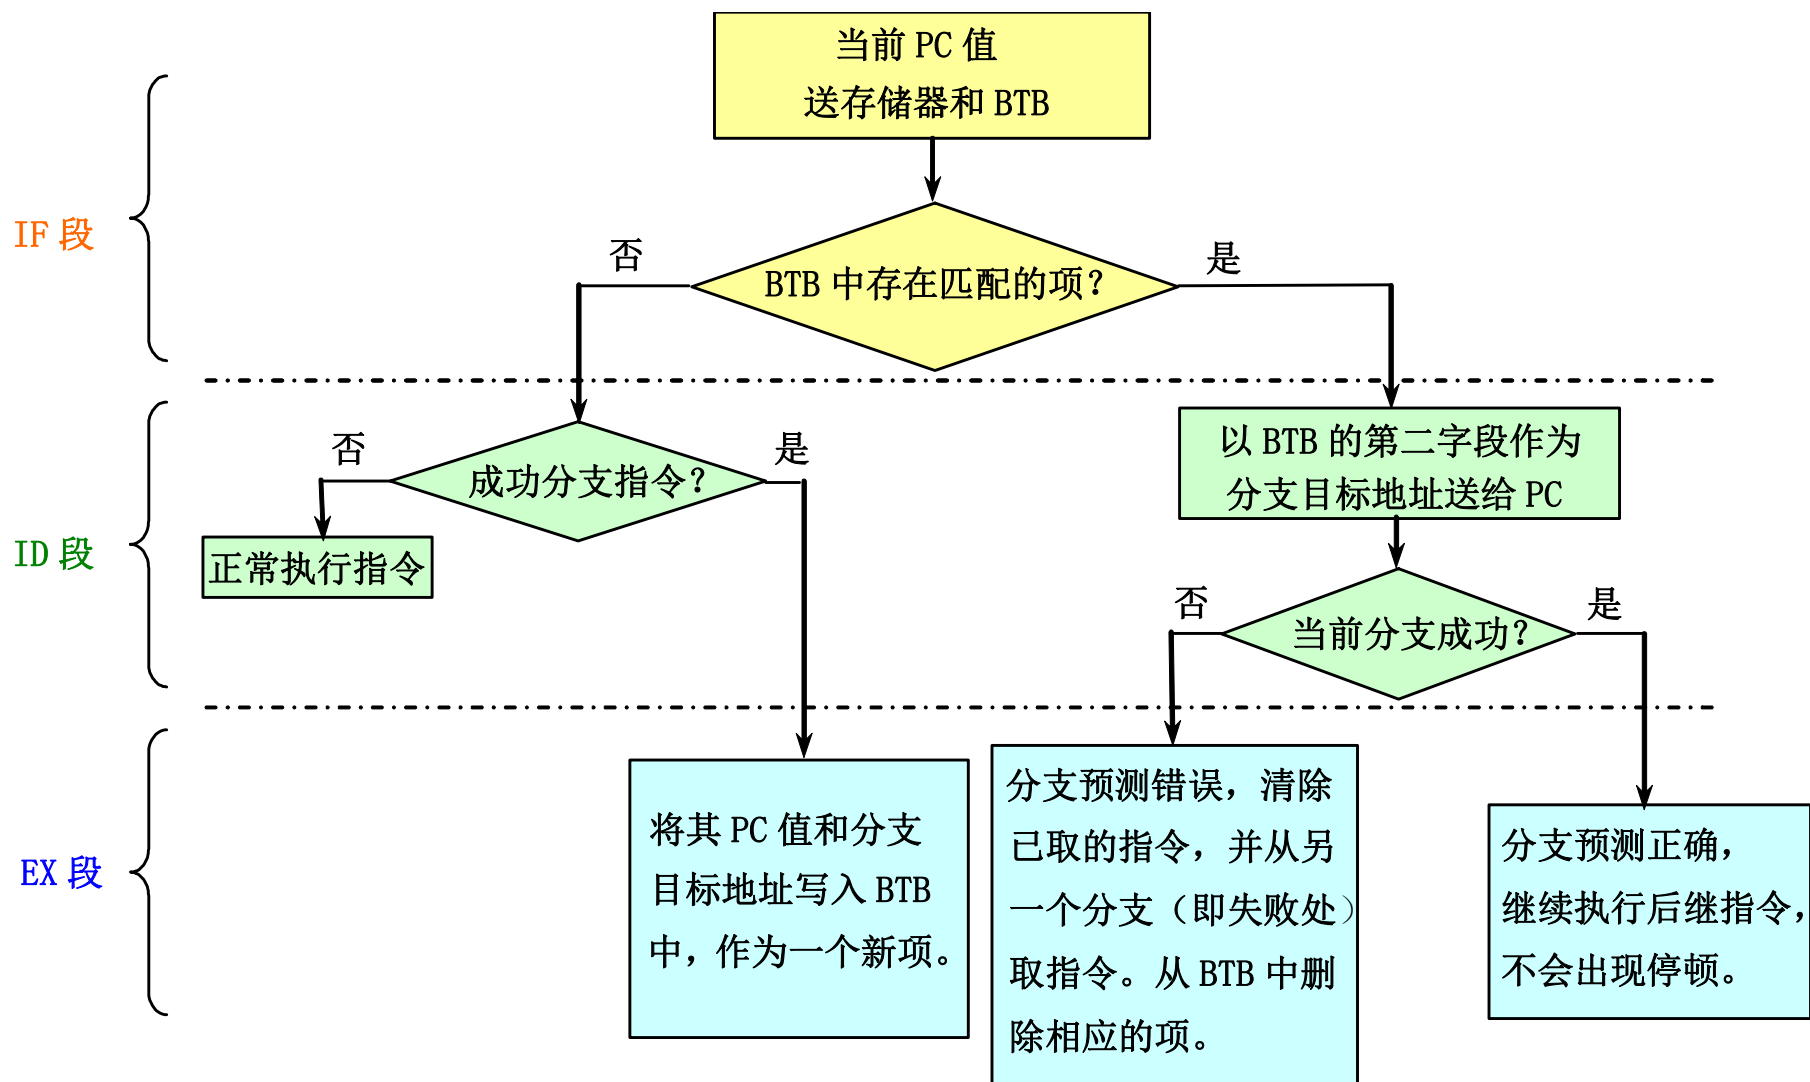 当前 PC 值
送存储器和 BTB
IF 段
否
是
BTB 中存在匹配的项？
否
成功分支指令？
是
以 BTB 的第二字段作为
分支目标地址送给 PC
ID 段
正常执行指令
否
当前分支成功？
是
EX 段
将其 PC 值和分支
目标地址写入 BTB
中，作为一个新项。
分支预测错误，清除
已取的指令，并从另
一个分支（即失败处）
取指令。从 BTB 中删
除相应的项。
分支预测正确，
继续执行后继指令，
不会出现停顿。